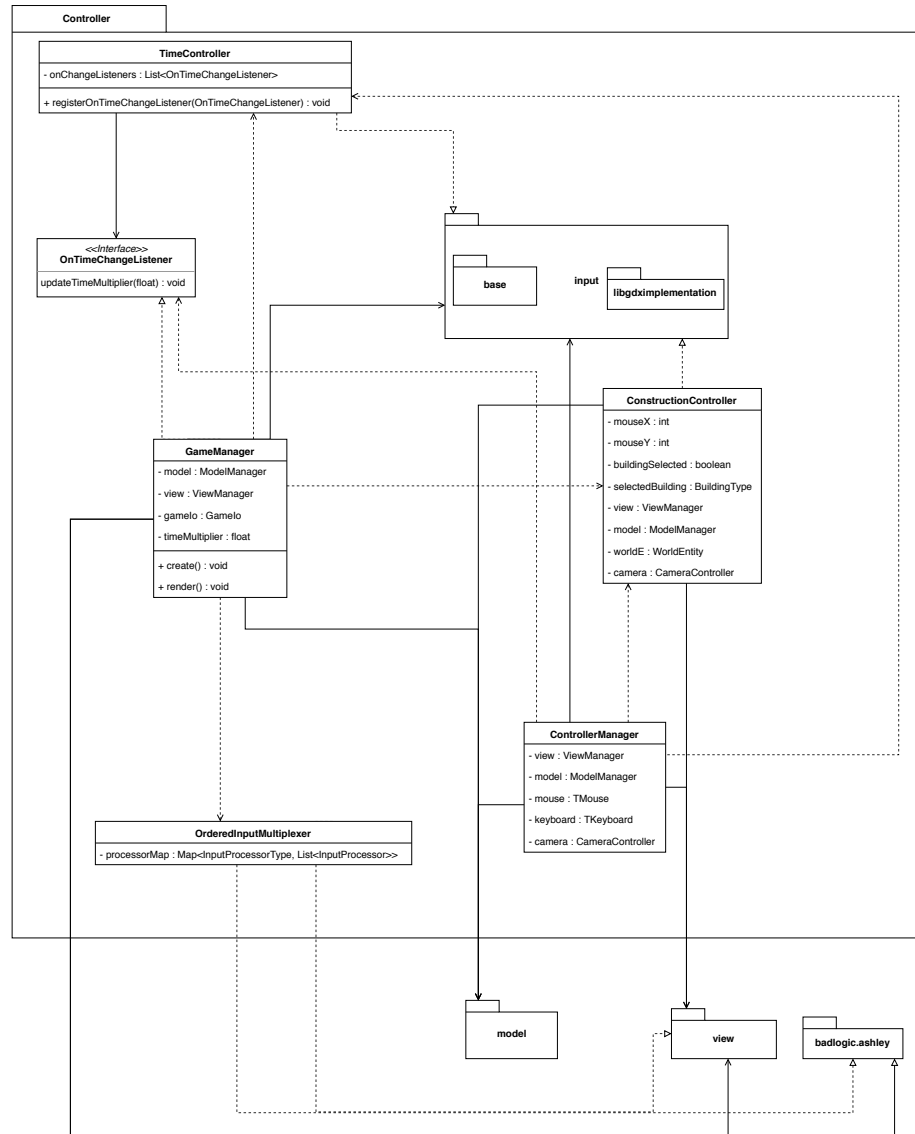 Controller
TimeController
- onChangeListeners : List<OnTimeChangeListener>
+ registerOnTimeChangeListener(OnTimeChangeListener) : void
<<Interface>>
OnTimeChangeListener
updateTimeMultiplier(float) : void
base
input
libgdximplementation
ConstructionController
- mouseX : int
- mouseY : int
- buildingSelected : boolean
- selectedBuilding : BuildingType
- view : ViewManager
- model : ModelManager
- worldE : WorldEntity
- camera : CameraController
GameManager
- model : ModelManager
- view : ViewManager
- gameIo : GameIo
- timeMultiplier : float
+ create() : void
+ render() : void
ControllerManager
- view : ViewManager
- model : ModelManager
- mouse : TMouse
- keyboard : TKeyboard
- camera : CameraController
OrderedInputMultiplexer
- processorMap : Map<InputProcessorType, List<InputProcessor>>
model
view
badlogic.ashley